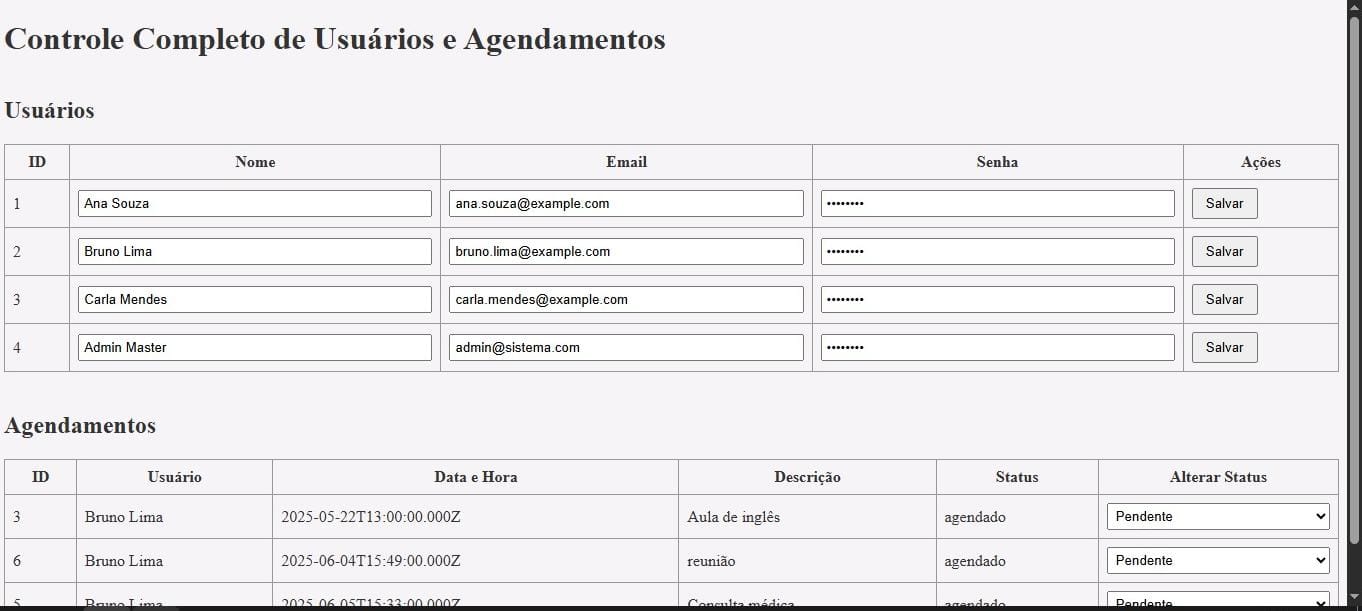 Controle Completo de Usuários e Agendamentos
Usuários
ID Nome Email Senha Ações
1 Ana Souza ana.souza@example.com •••••••• Salvar
2 Bruno Lima bruno.lima@example.com •••••••• Salvar
3 Carla Mendes carla.mendes@example.com •••••••• Salvar
4 Admin Master admin@sistema.com •••••••• Salvar
Agendamentos
ID Usuário Data e Hora Descrição Status Alterar Status
3 Bruno Lima 2025-05-22T13:00:00.000Z Aula de inglês agendado Pendente
6 Bruno Lima 2025-06-04T15:49:00.000Z reunião agendado Pendente
5 Bruno Lima 2025-06-05T15:33:00.000Z Consulta médica agendado Pendente